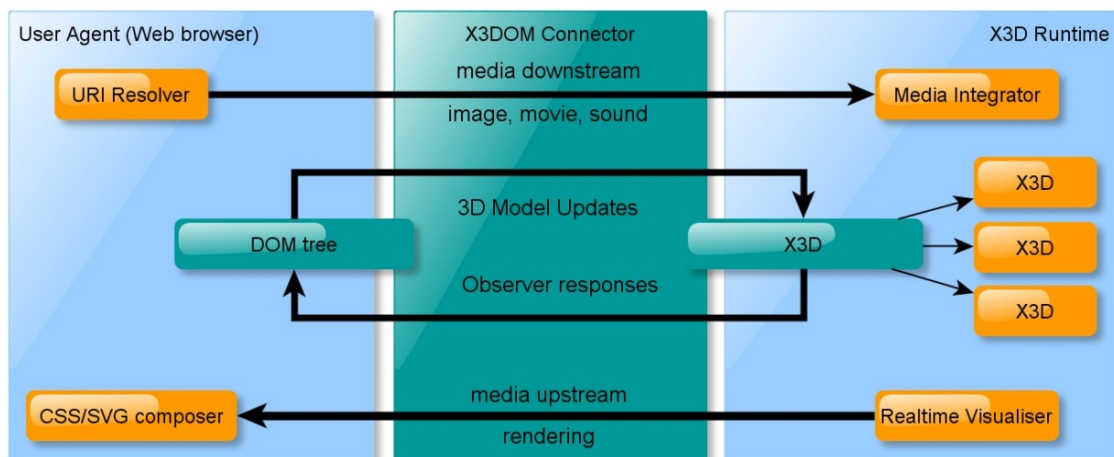 User Agent (Web browser)
X3DOM Connector
X3D Runtime
URI Resolver
media downstream
Media Integrator
image, movie, sound
X3D
3D Model Updates
DOM tree
X3D
X3D
Observer responses
X3D
media upstream
CSS/SVG composer
Realtime Visualiser
rendering